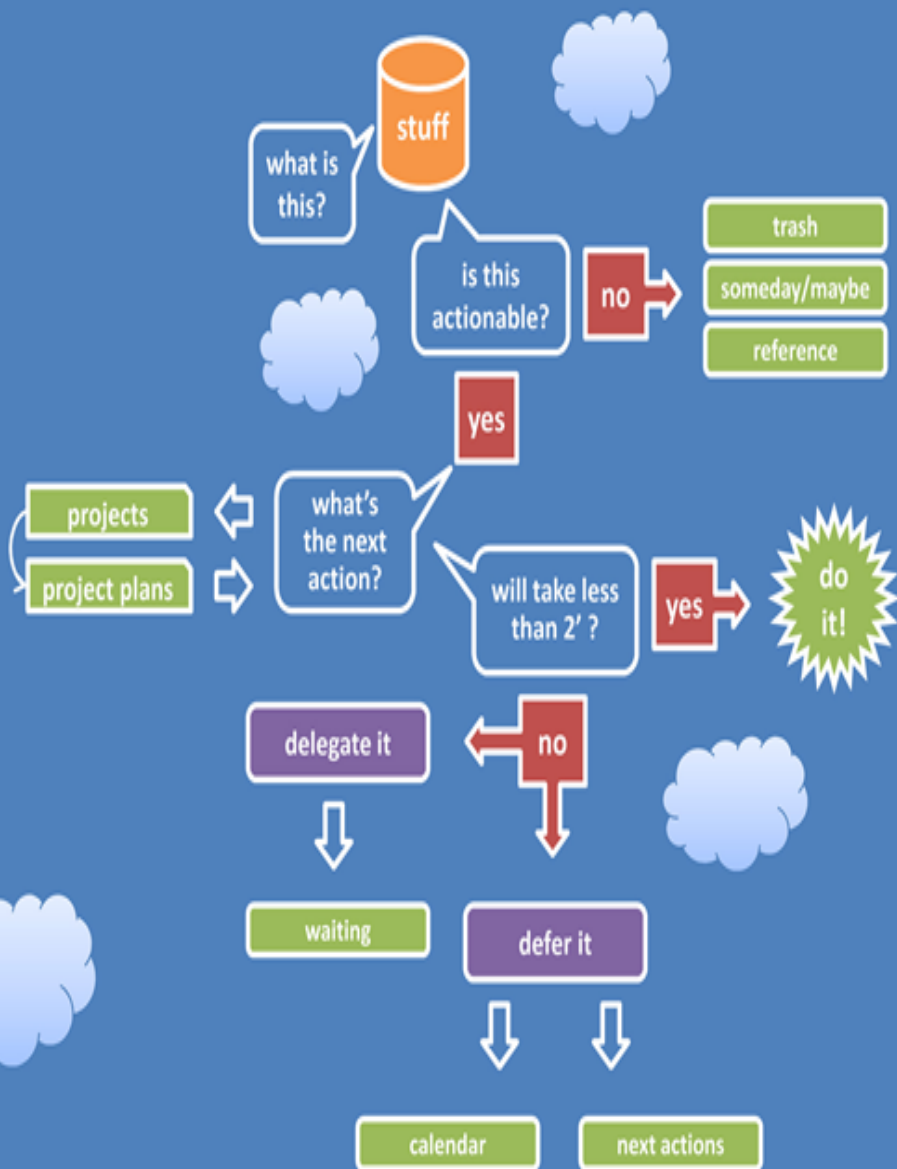 stuff
what is
this?
is this
actionable?
no
trash
someday/maybe
reference
yes
what's
the next
action?
projects
project plans
will take less
than 2' ?
yes
do
it!
no
delegate it
waiting
defer it
calendar
next actions